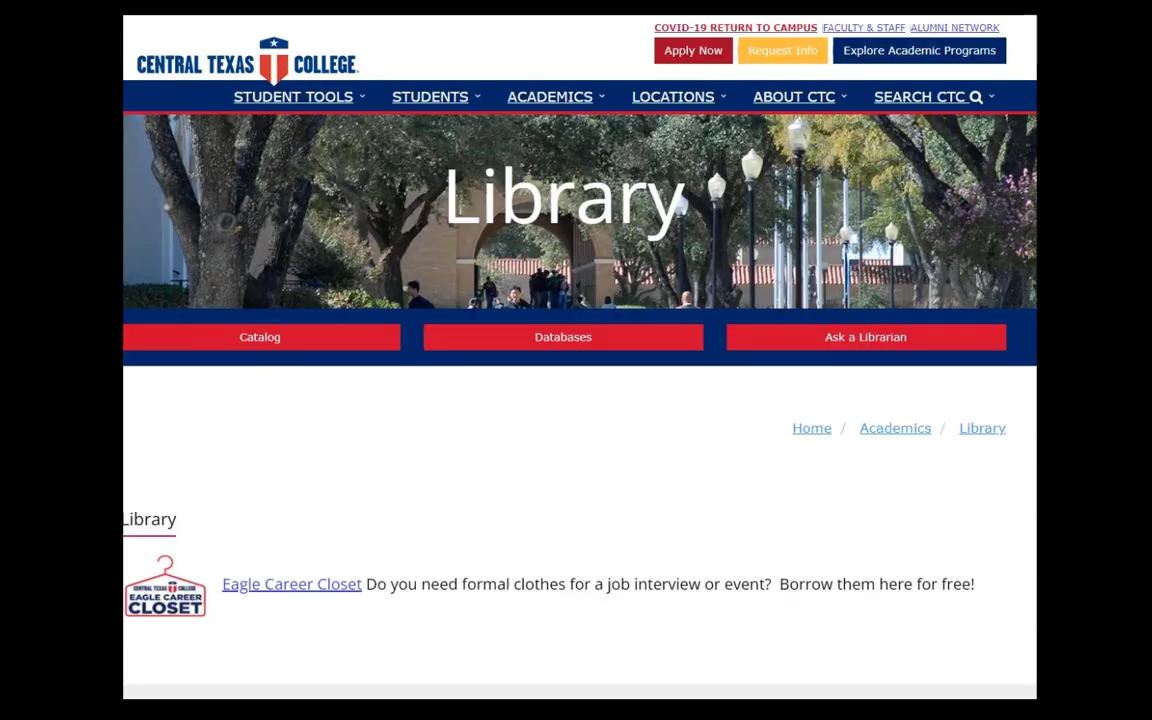 COVID-19 RETURN TO CAMPUS FACULTY & STAFF ALUMNI NETWORK
CENTRAL TEXAS COLLEGE
Apply Now Request Info Explore Academic Programs
STUDENT TOOLS STUDENTS ACADEMICS LOCATIONS ABOUT CTC SEARCH CTC
Library
Catalog Databases Ask a Librarian
Home / Academics / Library
Library
CENTRAL TEXAS COLLEGE
EAGLE CAREER
CLOSET
Eagle Career Closet Do you need formal clothes for a job interview or event? Borrow them here for free!